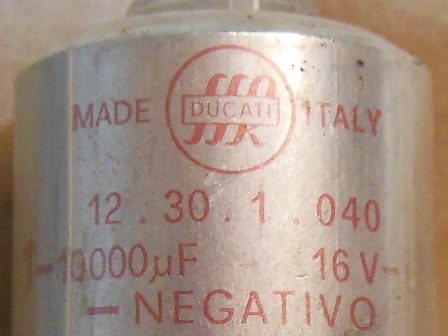 MADE DUCATI ITALY
12.30.1.040
10000µF 16V-
- NEGATIVO